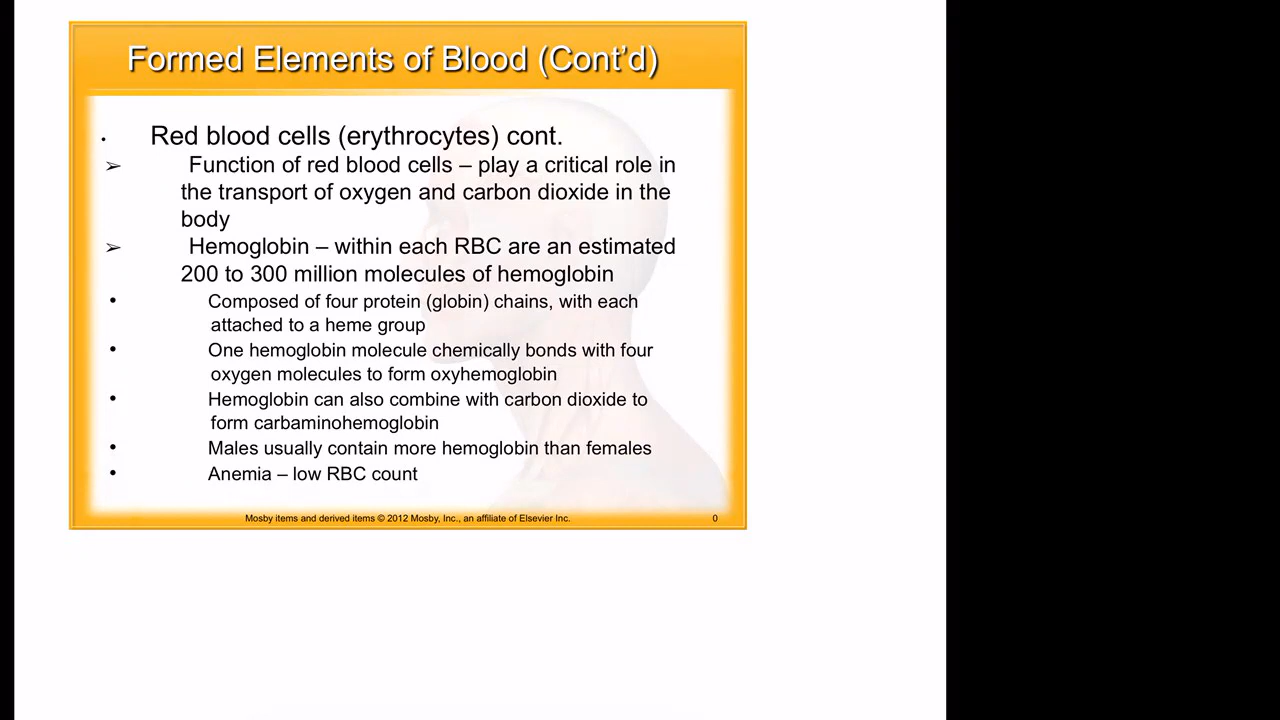 Formed Elements of Blood (Cont’d)
• Red blood cells (erythrocytes) cont.
➢ Function of red blood cells – play a critical role in
the transport of oxygen and carbon dioxide in the
body
➢ Hemoglobin – within each RBC are an estimated
200 to 300 million molecules of hemoglobin
• Composed of four protein (globin) chains, with each
attached to a heme group
• One hemoglobin molecule chemically bonds with four
oxygen molecules to form oxyhemoglobin
• Hemoglobin can also combine with carbon dioxide to
form carbaminohemoglobin
• Males usually contain more hemoglobin than females
• Anemia – low RBC count
Mosby items and derived items © 2012 Mosby, Inc., an affiliate of Elsevier Inc. 0